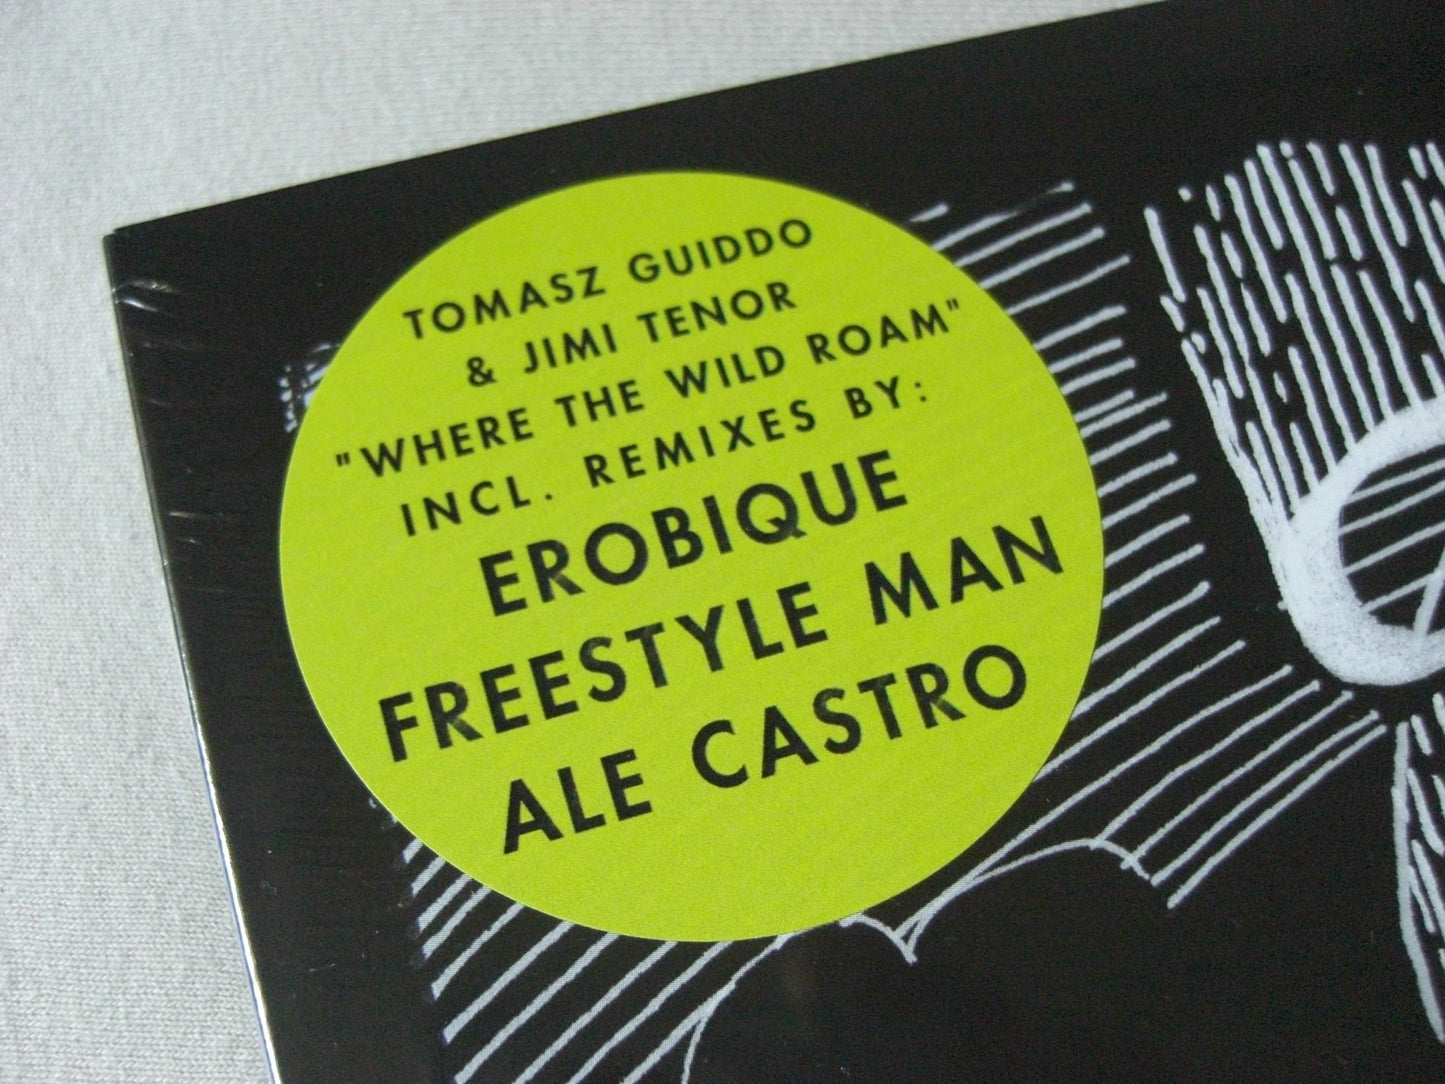 TOMASZ GUIDDO
& JIMI TENOR
"WHERE THE WILD ROAM"
INCL. REMIXES BY:
EROBIQUE
FREESTYLE MAN
ALE CASTRO